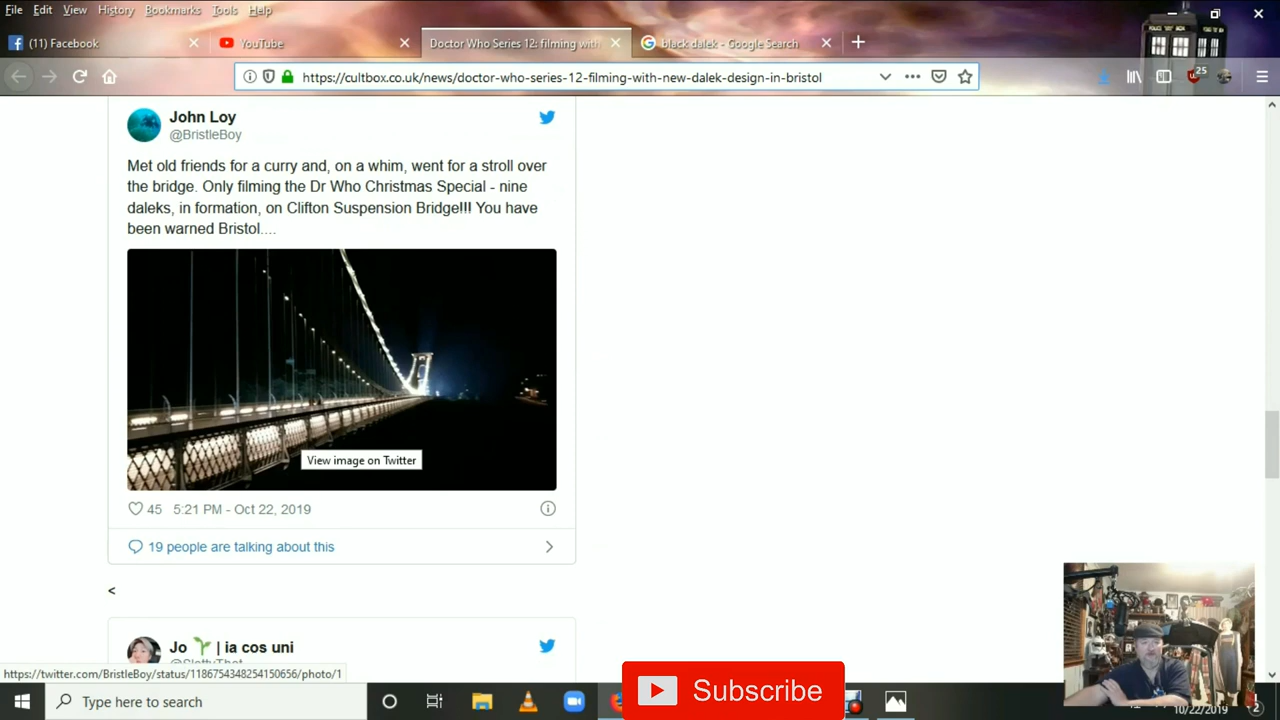 File Edit View History Bookmarks Tools Help
(11) Facebook
YouTube
Doctor Who Series 12: filming with
black dalek - Google Search
https://cultbox.co.uk/news/doctor-who-series-12-filming-with-new-dalek-design-in-bristol
25
John Loy
@BristleBoy
Met old friends for a curry and, on a whim, went for a stroll over
the bridge. Only filming the Dr Who Christmas Special - nine
daleks, in formation, on Clifton Suspension Bridge!!! You have
been warned Bristol....
View image on Twitter
45 5:21 PM - Oct 22, 2019
19 people are talking about this
<
Jo | ia cos uni
https://twitter.com/BristleBoy/status/1186754348254150656/photo/1
Type here to search
Subscribe
10/22/2019
2